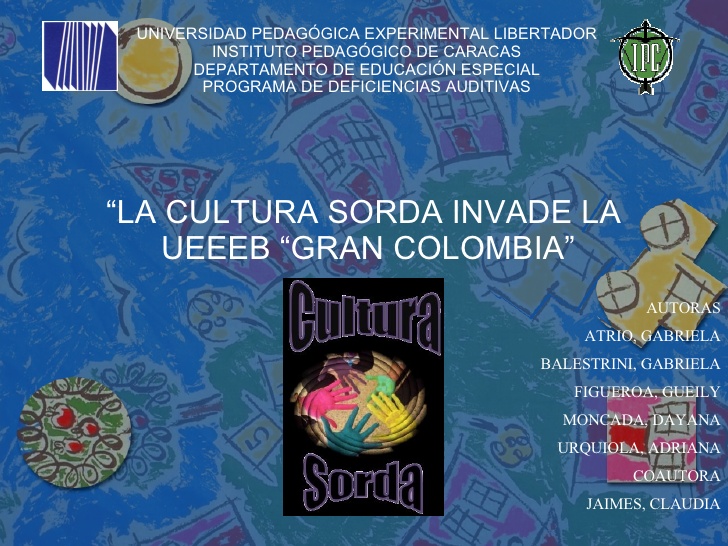 UNIVERSIDAD PEDAGÓGICA EXPERIMENTAL LIBERTADOR
INSTITUTO PEDAGÓGICO DE CARACAS
DEPARTAMENTO DE EDUCACIÓN ESPECIAL
PROGRAMA DE DEFICIENCIAS AUDITIVAS
IPC
“LA CULTURA SORDA INVADE LA
UEEEB “GRAN COLOMBIA”
Cultura
Sorda
AUTORAS
ATRIO, GABRIELA
BALESTRINI, GABRIELA
FIGUEROA, GUEILY
MONCADA, DAYANA
URQUIOLA, ADRIANA
COAUTORA
JAIMES, CLAUDIA